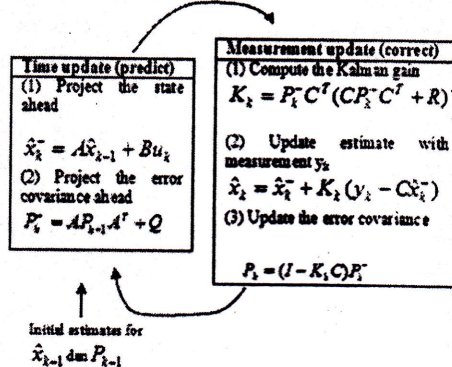 Time update (predict)
(1) Project the state
ahead
x̂ₖ⁻ = Ax̂ₖ₋₁ + Buₖ
(2) Project the error
covariance ahead
Pₖ⁻ = APₖ₋₁Aᵀ + Q
Measurement update (correct)
(1) Compute the Kalman gain
Kₖ = Pₖ⁻Cᵀ(CPₖ⁻Cᵀ + R)⁻
(2) Update estimate with
measurement yₖ
x̂ₖ = x̂ₖ⁻ + Kₖ(yₖ − Cx̂ₖ⁻)
(3) Update the error covariance
Pₖ = (I − KₖC)Pₖ⁻
Initial estimates for
x̂ₖ₋₁ dan Pₖ₋₁